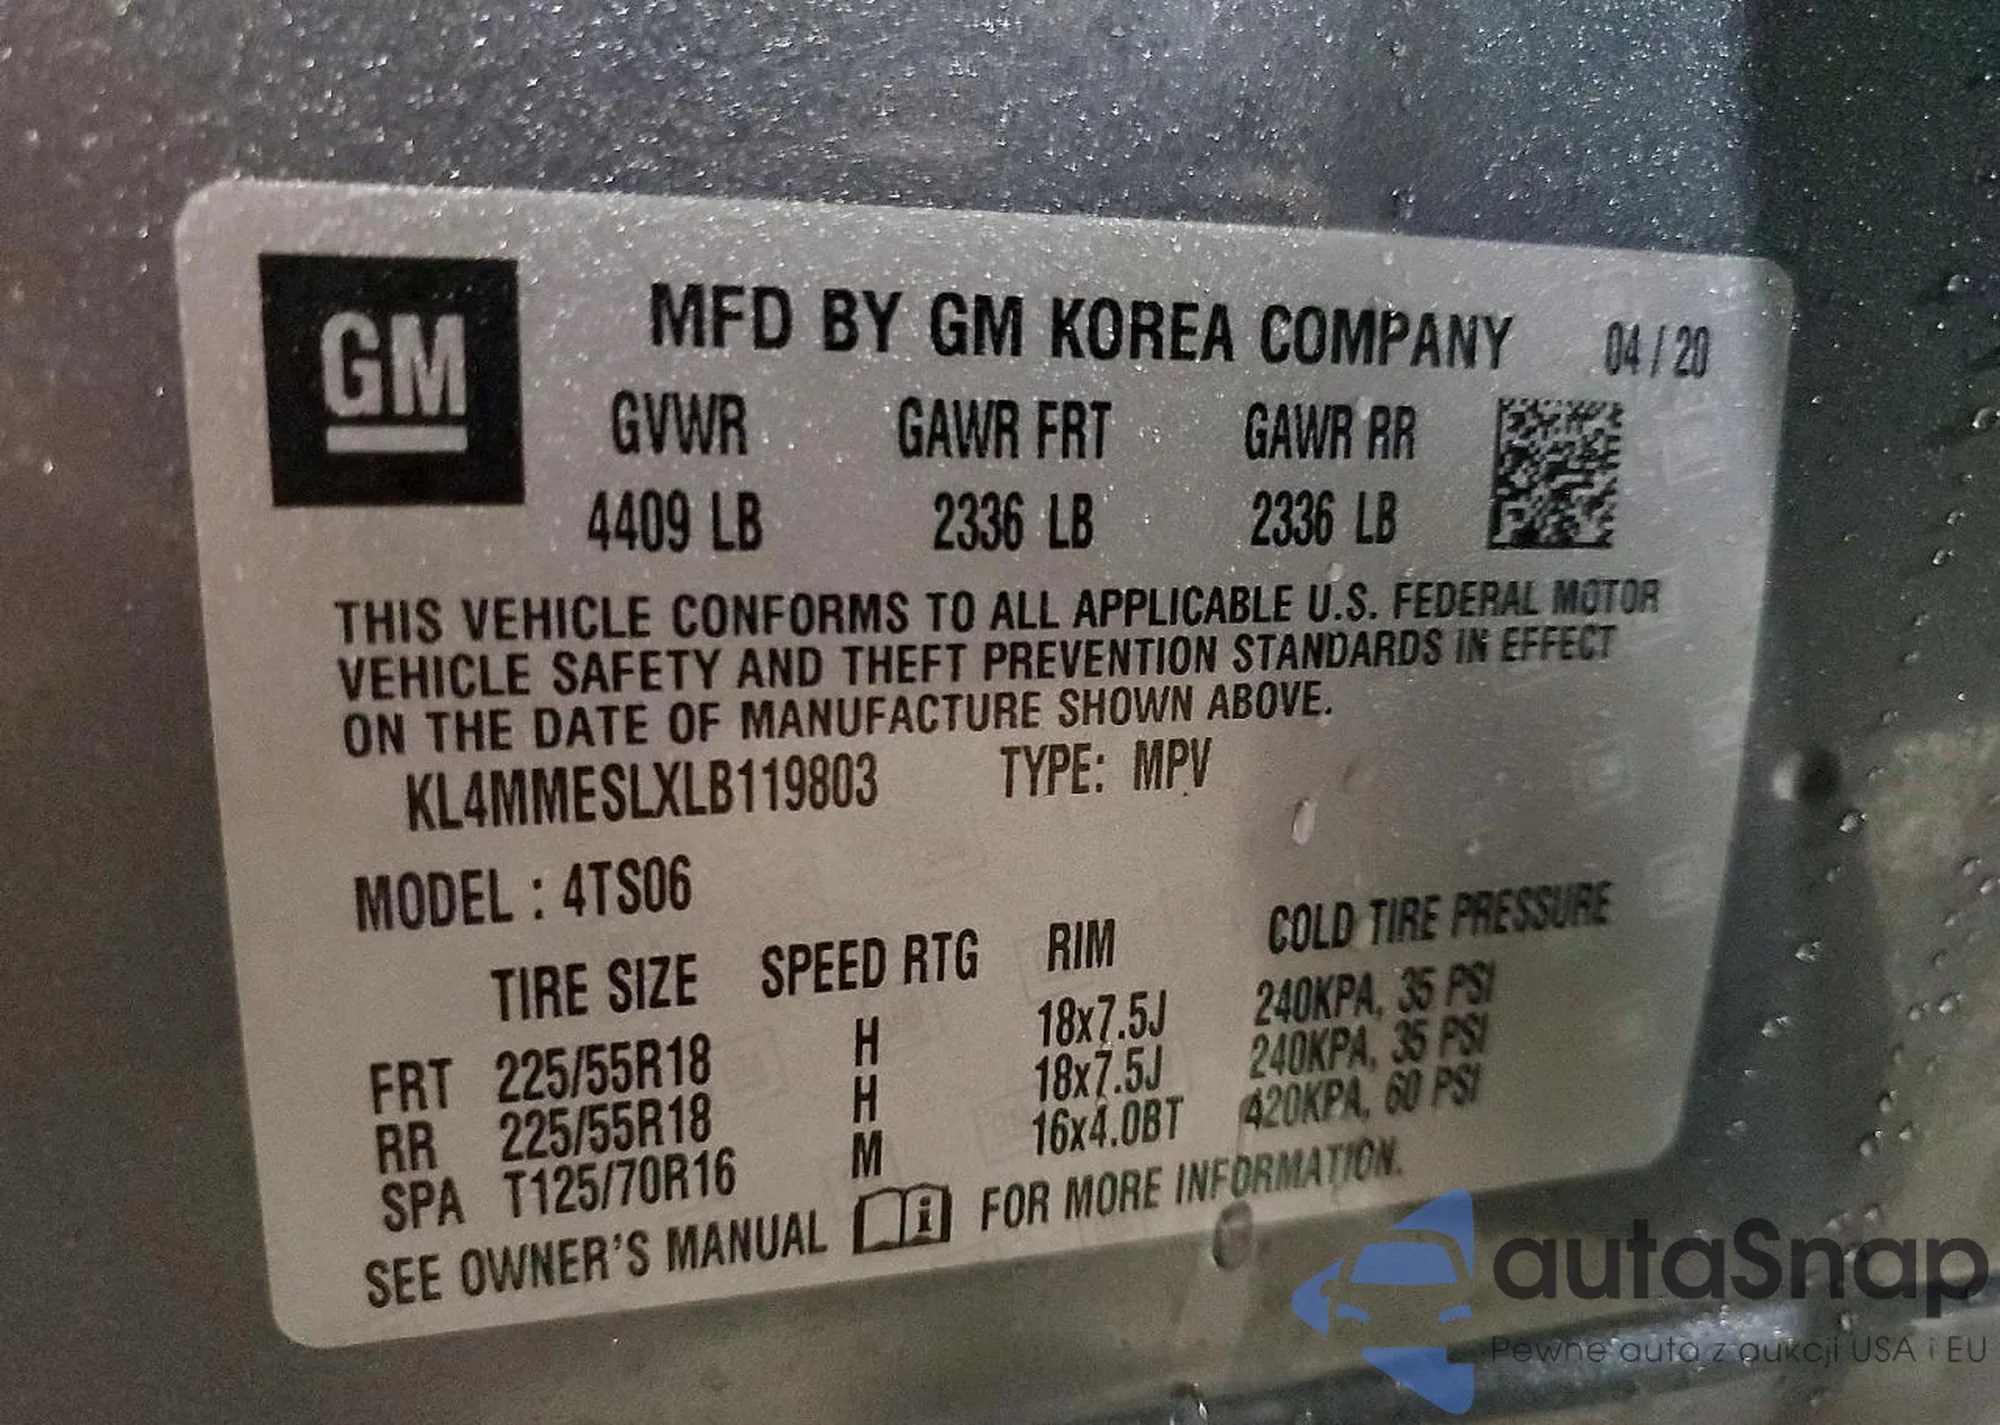 GM
MFD BY GM KOREA COMPANY 04 / 20
GVWR GAWR FRT GAWR RR
4409 LB 2336 LB 2336 LB
THIS VEHICLE CONFORMS TO ALL APPLICABLE U.S. FEDERAL MOTOR
VEHICLE SAFETY AND THEFT PREVENTION STANDARDS IN EFFECT
ON THE DATE OF MANUFACTURE SHOWN ABOVE.
KL4MMESLXLB119803 TYPE: MPV
MODEL : 4TS06
TIRE SIZE SPEED RTG RIM COLD TIRE PRESSURE
FRT 225/55R18 H 18x7.5J 240KPA, 35 PSI
RR 225/55R18 H 18x7.5J 240KPA, 35 PSI
SPA T125/70R16 M 16x4.0BT 420KPA, 60 PSI
SEE OWNER'S MANUAL i FOR MORE INFORMATION.
autaSnap
Pewne auta z aukcji USA i EU